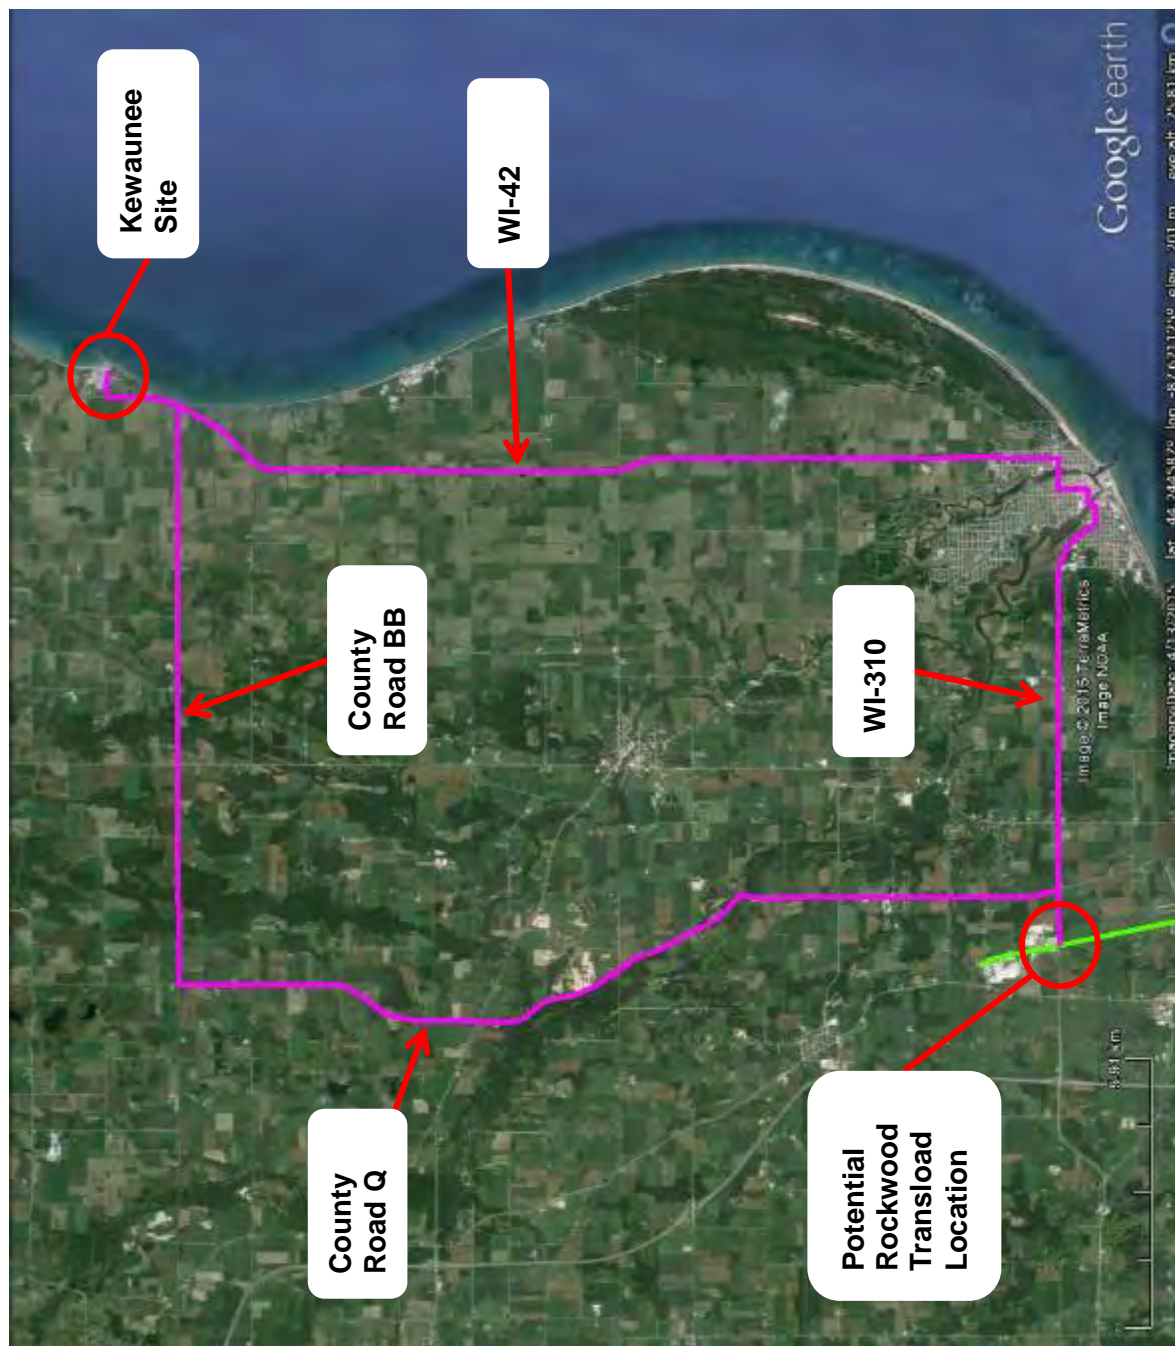 Kewaunee
Site
WI-42
County
Road BB
WI-310
County
Road Q
Potential
Rockwood
Transload
Location
Google earth
Image © 2015 TerraMetrics
Image NOAA
km